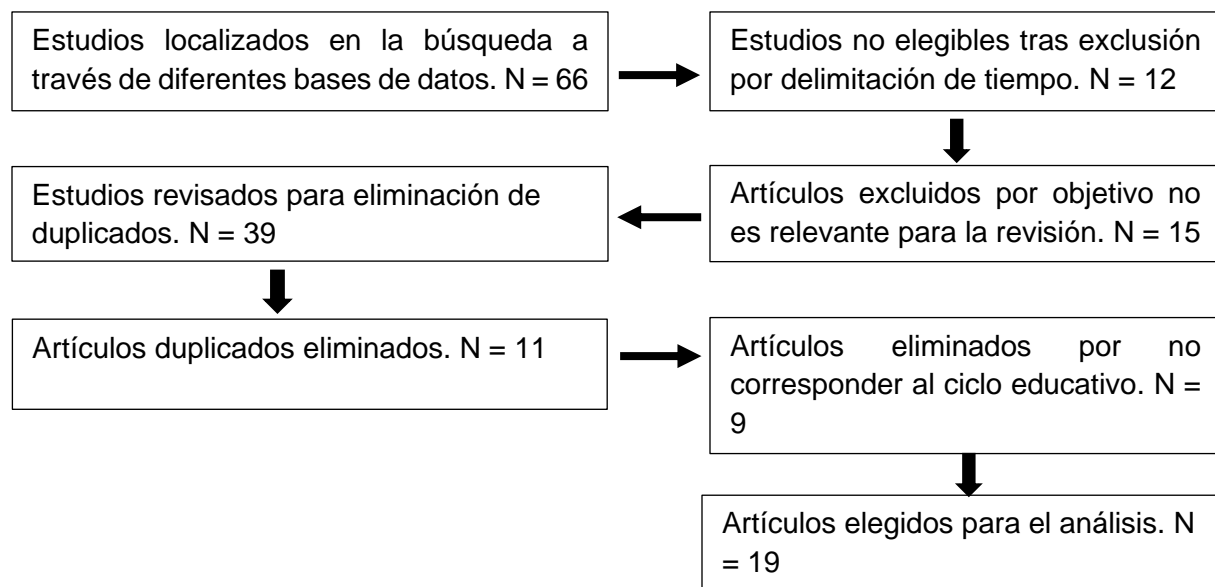 Estudios localizados en la búsqueda a
través de diferentes bases de datos. N = 66
Estudios no elegibles tras exclusión
por delimitación de tiempo. N = 12
Artículos excluidos por objetivo no
es relevante para la revisión. N = 15
Estudios revisados para eliminación de
duplicados. N = 39
Artículos duplicados eliminados. N = 11
Artículos eliminados por no
corresponder al ciclo educativo. N =
9
Artículos elegidos para el análisis. N
= 19